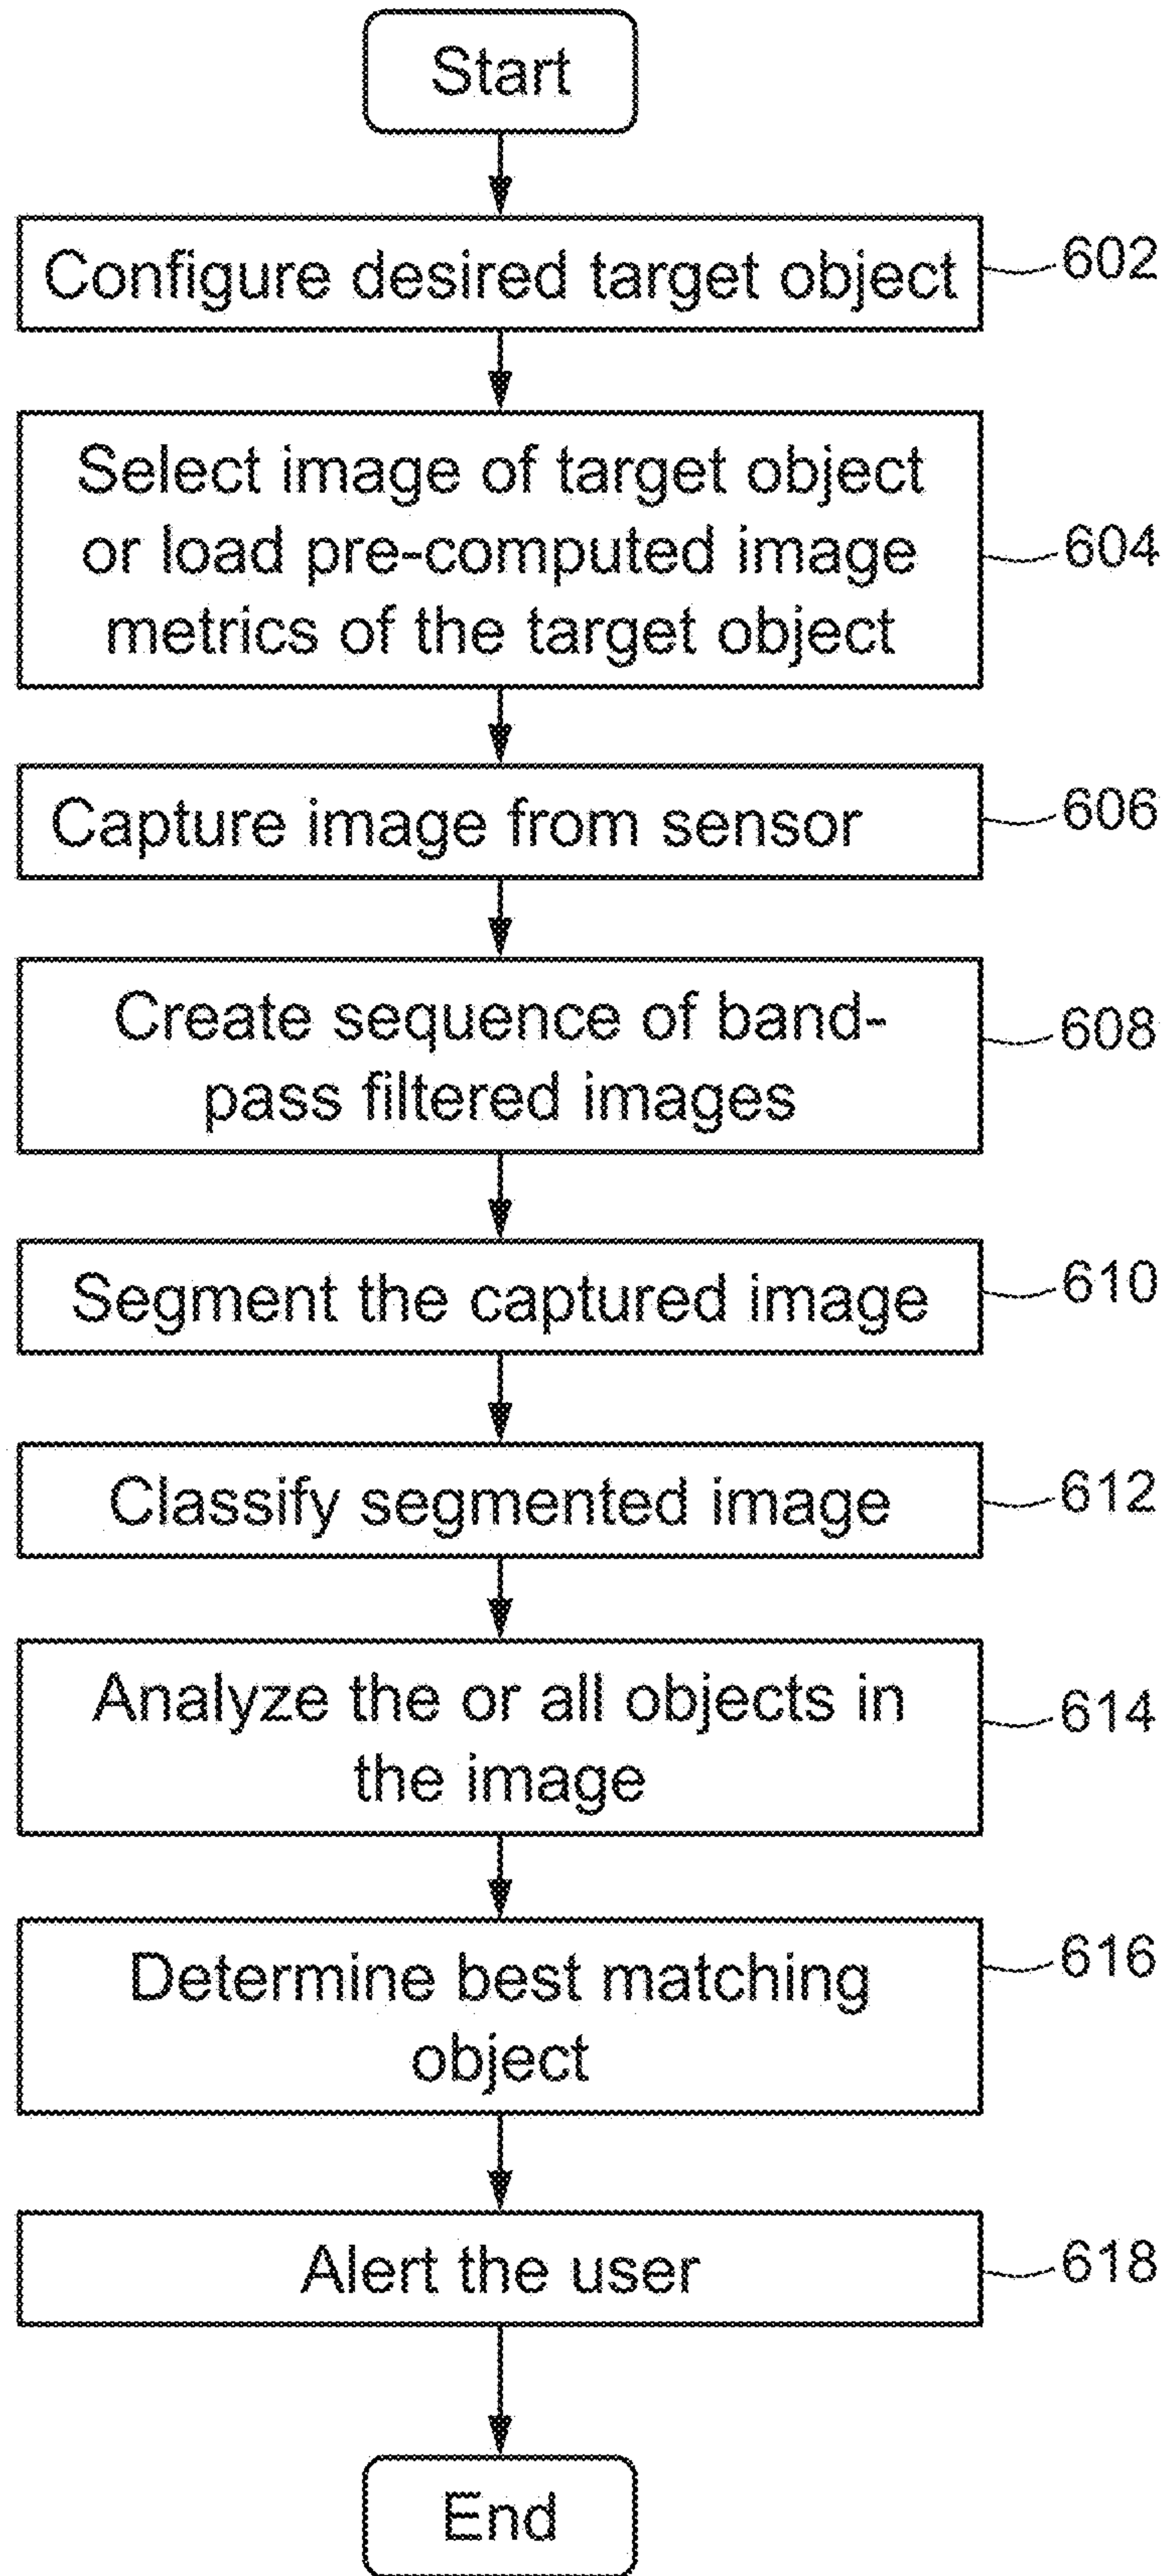 Start
Configure desired target object
602
Select image of target object
or load pre-computed image
metrics of the target object
604
Capture image from sensor
606
Create sequence of band-
pass filtered images
608
Segment the captured image
610
Classify segmented image
612
Analyze the or all objects in
the image
614
Determine best matching
object
616
Alert the user
618
End